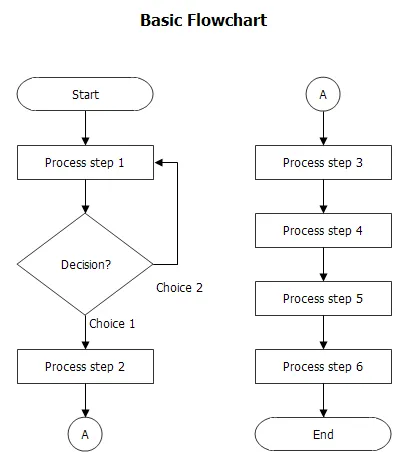 Basic Flowchart
Start
Process step 1
Decision?
Choice 2
Choice 1
Process step 2
A
A
Process step 3
Process step 4
Process step 5
Process step 6
End